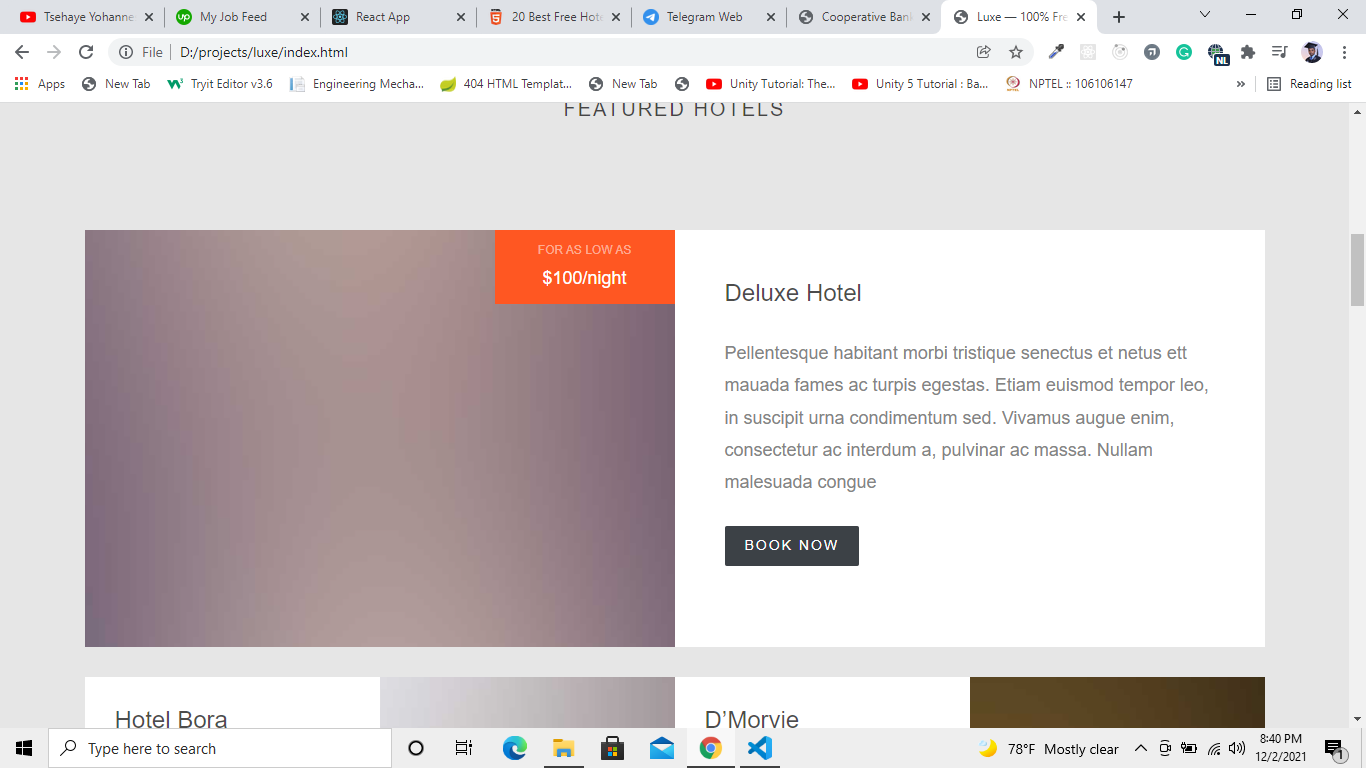 Tsehaye Yohanne
My Job Feed
React App
20 Best Free Hote
Telegram Web
Cooperative Bank
Luxe — 100% Fre
File
D:/projects/luxe/index.html
NL
Apps
New Tab
Tryit Editor v3.6
Engineering Mecha...
404 HTML Templat...
New Tab
Unity Tutorial: The...
Unity 5 Tutorial : Ba...
NPTEL :: 106106147
»
Reading list
FEATURED HOTELS
FOR AS LOW AS
$100/night
Deluxe Hotel
Pellentesque habitant morbi tristique senectus et netus ett
mauada fames ac turpis egestas. Etiam euismod tempor leo,
in suscipit urna condimentum sed. Vivamus augue enim,
consectetur ac interdum a, pulvinar ac massa. Nullam
malesuada congue
BOOK NOW
Hotel Bora
D’Morvie
Type here to search
78°F Mostly clear
8:40 PM
12/2/2021
1